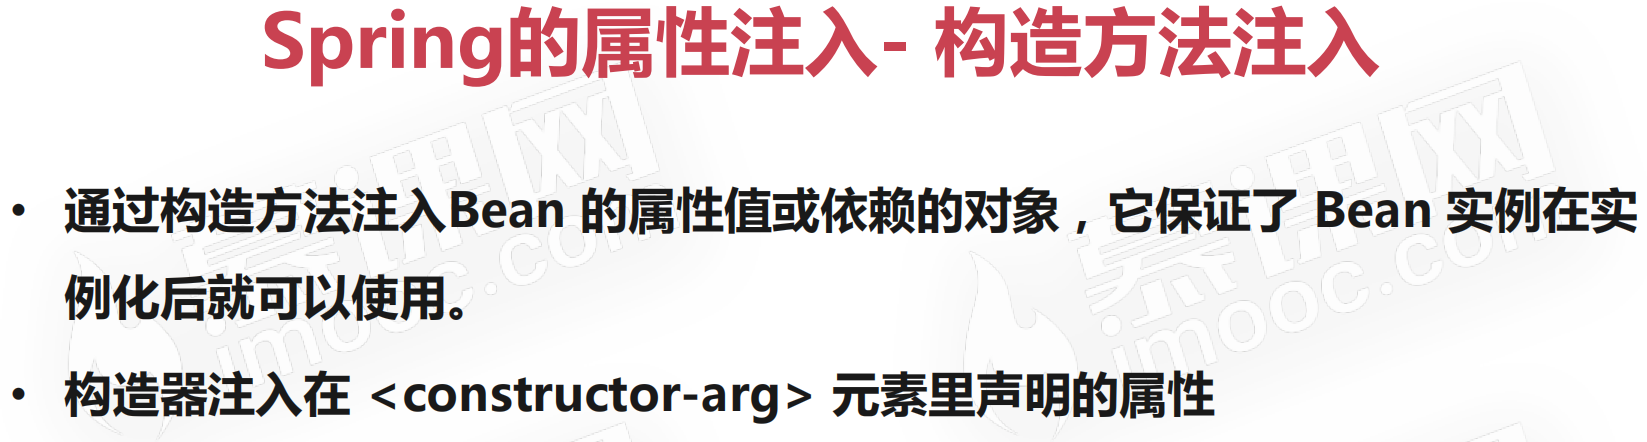 Spring的属性注入- 构造方法注入
• 通过构造方法注入Bean 的属性值或依赖的对象，它保证了 Bean 实例在实
例化后就可以使用。
• 构造器注入在 <constructor-arg> 元素里声明的属性
慕课网
imooc.com
慕课网
imooc.com